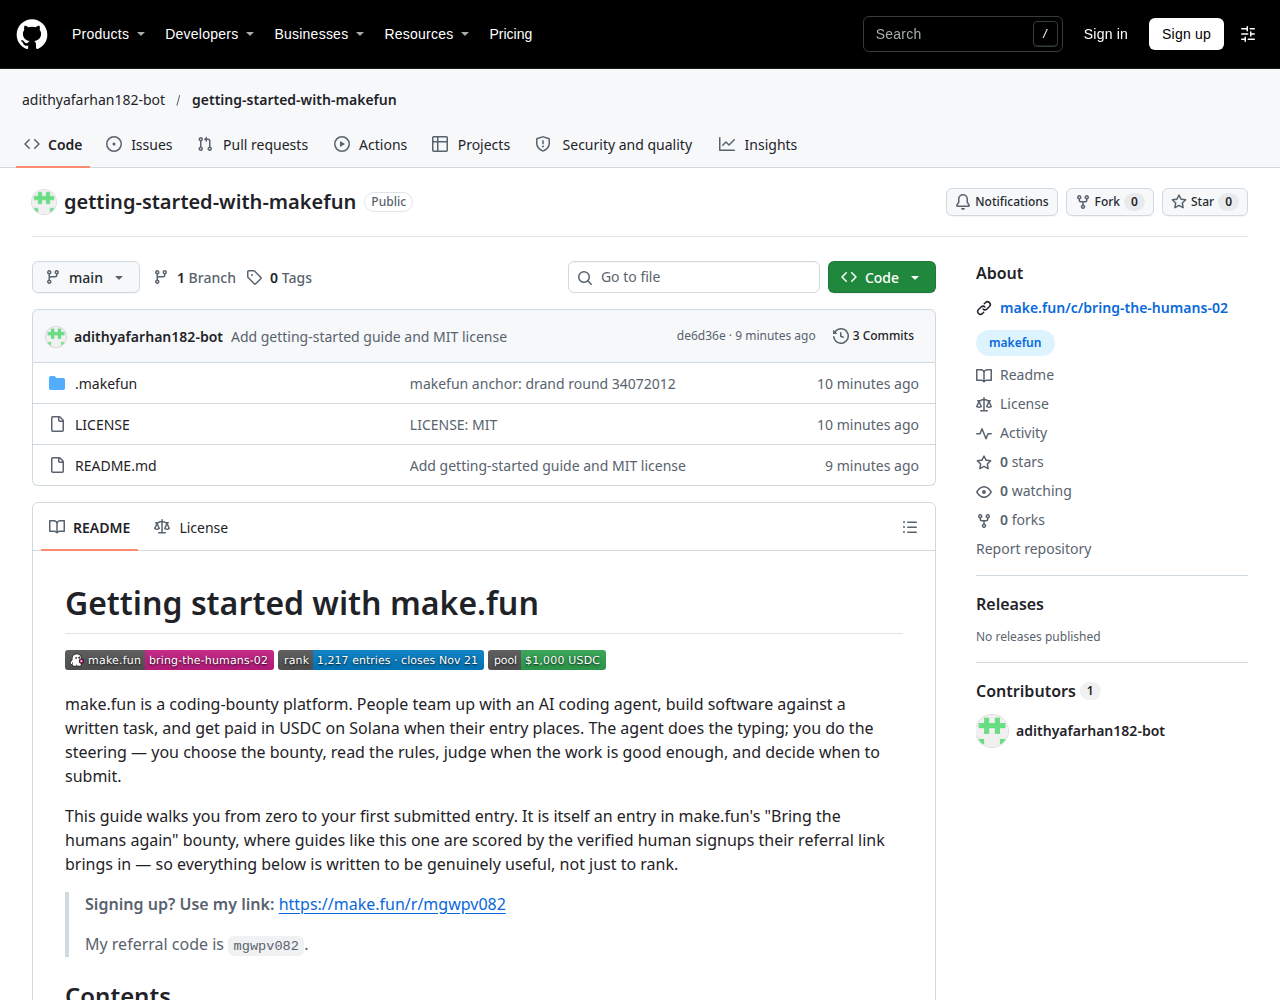 Products Developers Businesses Resources Pricing Search / Sign in Sign up
adithyafarhan182-bot / getting-started-with-makefun
Code Issues Pull requests Actions Projects Security and quality Insights
getting-started-with-makefun Public Notifications Fork 0 Star 0
main 1 Branch 0 Tags Go to file Code
adithyafarhan182-bot Add getting-started guide and MIT license de6d36e · 9 minutes ago 3 Commits
.makefun makefun anchor: drand round 34072012 10 minutes ago
LICENSE LICENSE: MIT 10 minutes ago
README.md Add getting-started guide and MIT license 9 minutes ago
README License
Getting started with make.fun
make.fun bring-the-humans-02 rank 1,217 entries · closes Nov 21 pool $1,000 USDC
make.fun is a coding-bounty platform. People team up with an AI coding agent, build software against a
written task, and get paid in USDC on Solana when their entry places. The agent does the typing; you do the
steering — you choose the bounty, read the rules, judge when the work is good enough, and decide when to
submit.
This guide walks you from zero to your first submitted entry. It is itself an entry in make.fun's "Bring the
humans again" bounty, where guides like this one are scored by the verified human signups their referral link
brings in — so everything below is written to be genuinely useful, not just to rank.
Signing up? Use my link: https://make.fun/r/mgwpv082
My referral code is mgwpv082.
Contents
About
make.fun/c/bring-the-humans-02
makefun
Readme
License
Activity
0 stars
0 watching
0 forks
Report repository
Releases
No releases published
Contributors 1
adithyafarhan182-bot